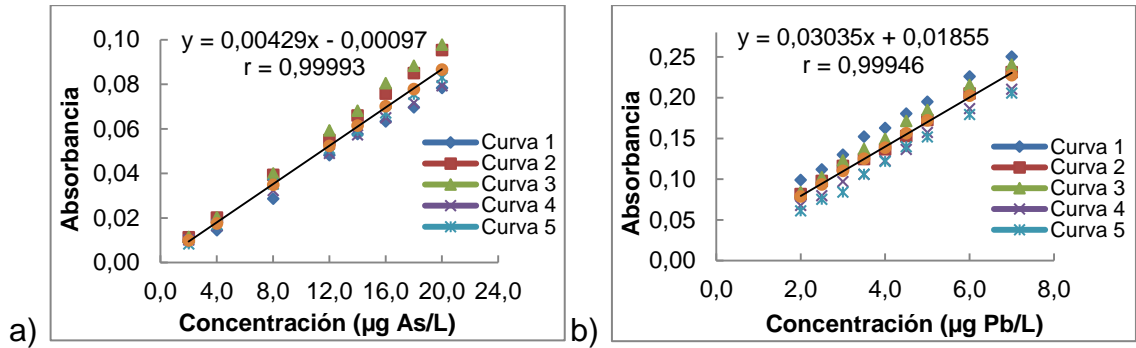 a)
y = 0,00429x - 0,00097
r = 0,99993
Absorbancia
0,10
0,08
0,06
0,04
0,02
0,00
Curva 1
Curva 2
Curva 3
Curva 4
Curva 5
0,0 4,0 8,0 12,0 16,0 20,0 24,0
Concentración (µg As/L)
b)
y = 0,03035x + 0,01855
r = 0,99946
Absorbancia
0,25
0,20
0,15
0,10
0,05
0,00
Curva 1
Curva 2
Curva 3
Curva 4
Curva 5
0,0 2,0 4,0 6,0 8,0
Concentración (µg Pb/L)